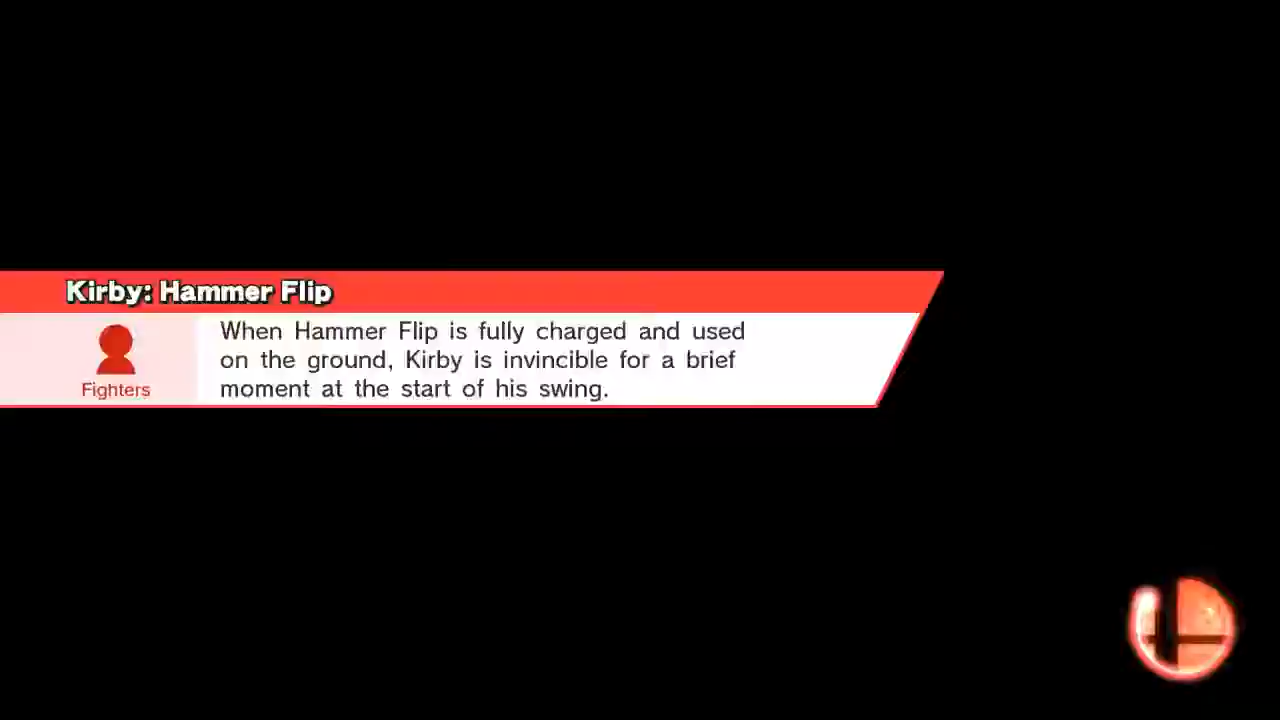 Kirby: Hammer Flip
When Hammer Flip is fully charged and used
on the ground, Kirby is invincible for a brief
moment at the start of his swing.
Fighters